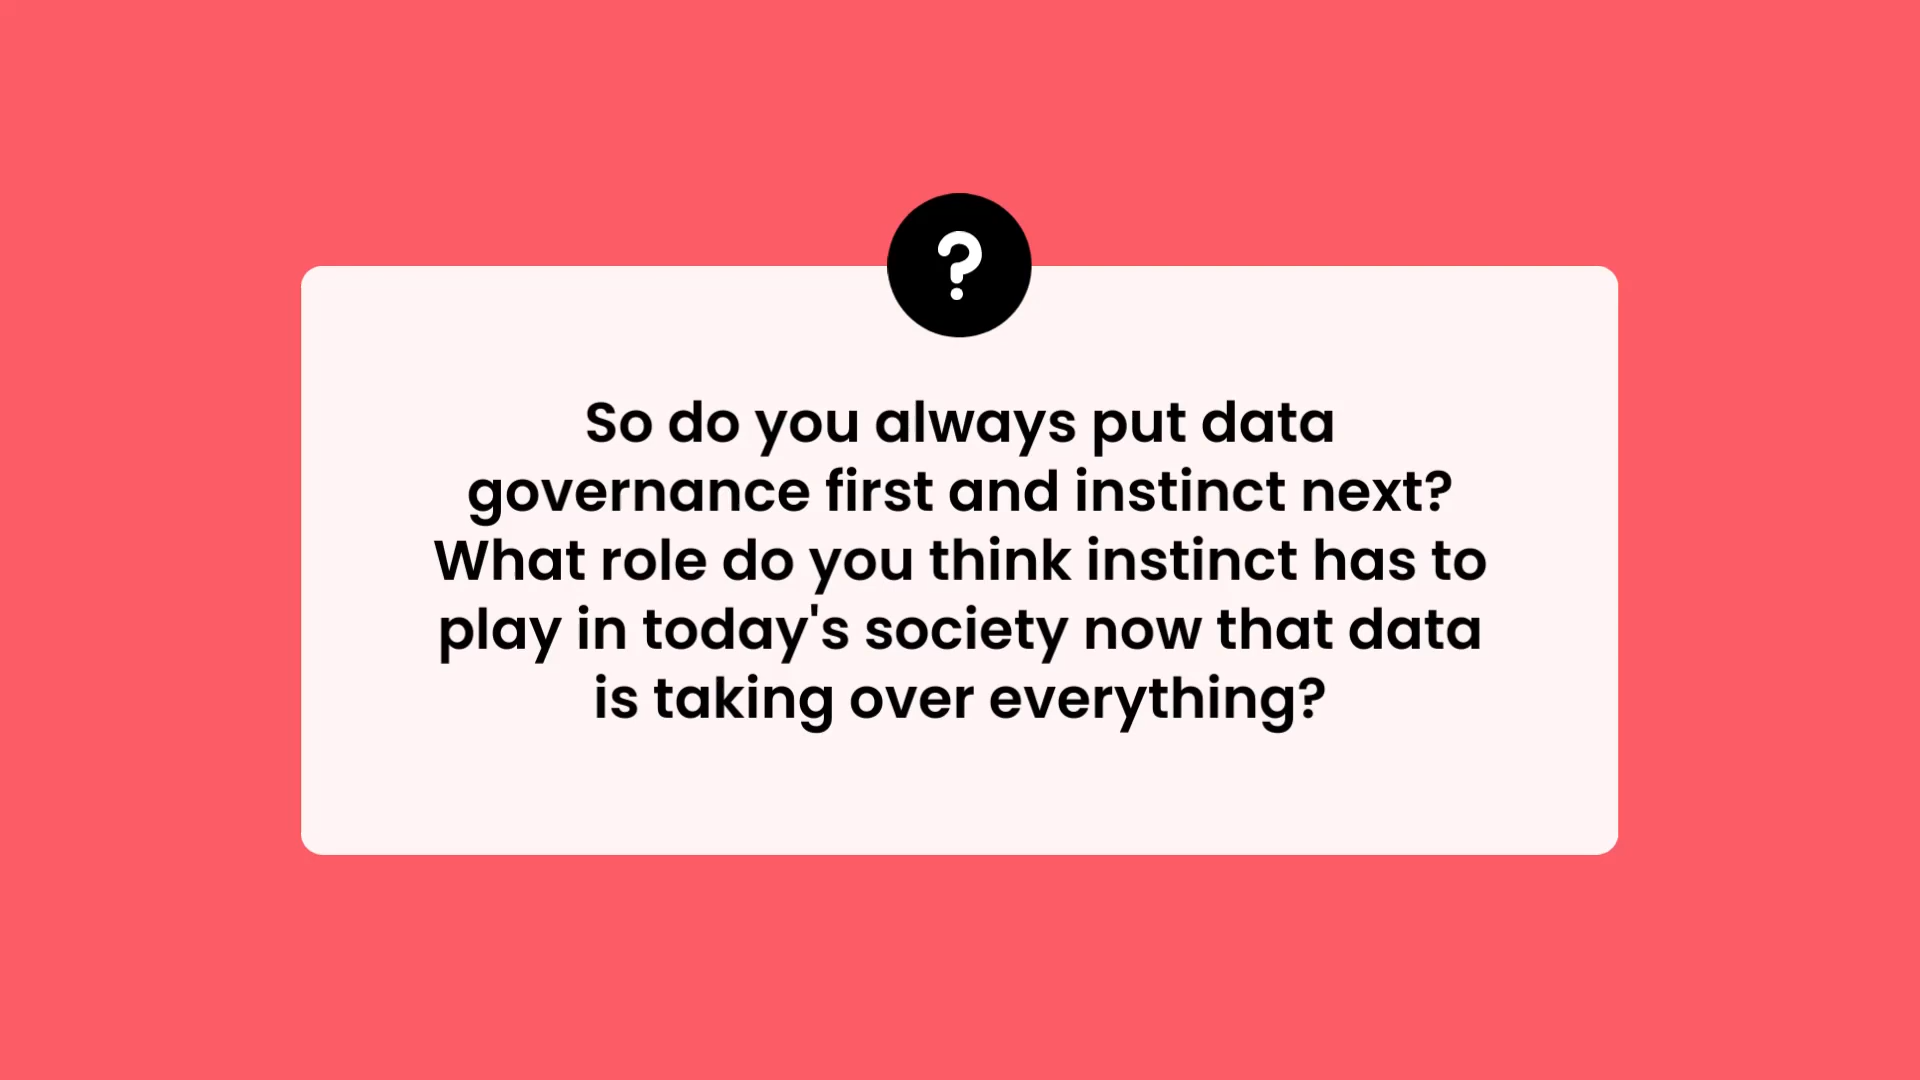 ?
So do you always put data
governance first and instinct next?
What role do you think instinct has to
play in today's society now that data
is taking over everything?